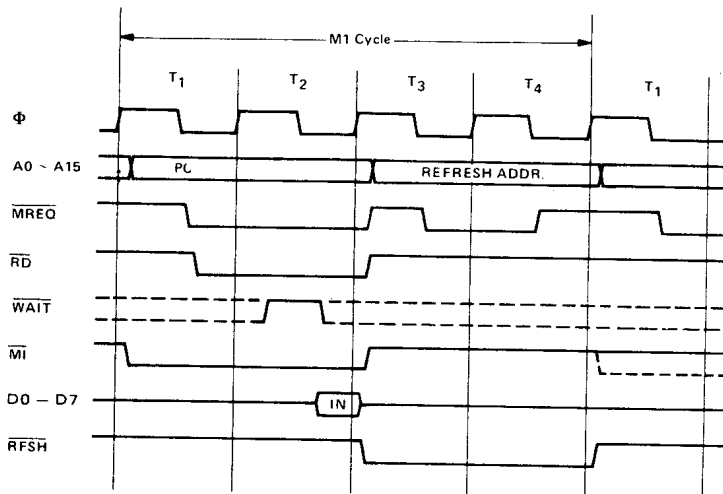 M1 Cycle
T1 T2 T3 T4 T1
Φ
A0 ~ A15 PC REFRESH ADDR.
MREQ
RD
WAIT
MI
D0 — D7 IN
RFSH